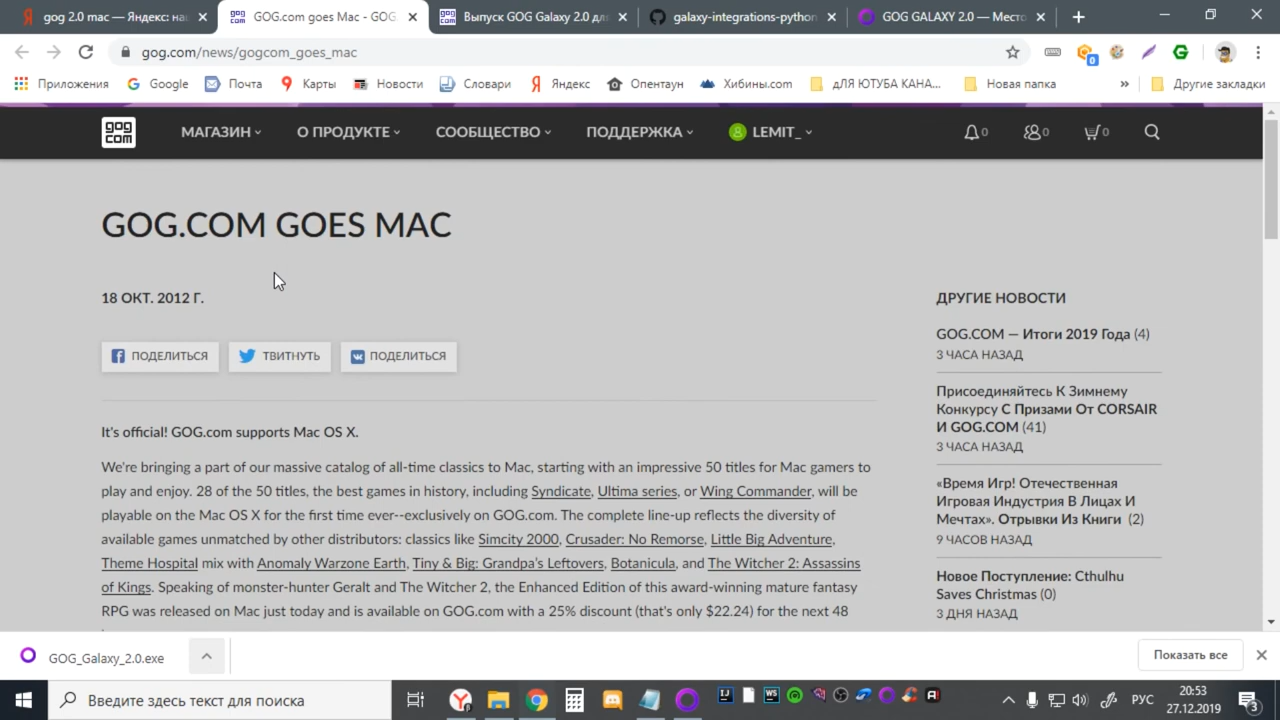 gog 2.0 mac — Яндекс: на
GOG.com goes Mac - GOG
Выпуск GOG Galaxy 2.0 дл
galaxy-integrations-python
GOG GALAXY 2.0 — Место
gog.com/news/gogcom_goes_mac
0
Приложения
Google
Почта
Карты
Новости
Словари
Яндекс
Опентаун
Хибины.com
дЛЯ ЮТУБА КАНА...
Новая папка
»
Другие закладки
gog com
МАГАЗИН
О ПРОДУКТЕ
СООБЩЕСТВО
ПОДДЕРЖКА
LEMIT_
0
0
0
GOG.COM GOES MAC
18 ОКТ. 2012 Г.
ПОДЕЛИТЬСЯ
ТВИТНУТЬ
ПОДЕЛИТЬСЯ
It's official! GOG.com supports Mac OS X.
We're bringing a part of our massive catalog of all-time classics to Mac, starting with an impressive 50 titles for Mac gamers to
play and enjoy. 28 of the 50 titles, the best games in history, including Syndicate, Ultima series, or Wing Commander, will be
playable on the Mac OS X for the first time ever--exclusively on GOG.com. The complete line-up reflects the diversity of
available games unmatched by other distributors: classics like Simcity 2000, Crusader: No Remorse, Little Big Adventure,
Theme Hospital mix with Anomaly Warzone Earth, Tiny & Big: Grandpa's Leftovers, Botanicula, and The Witcher 2: Assassins
of Kings. Speaking of monster-hunter Geralt and The Witcher 2, the Enhanced Edition of this award-winning mature fantasy
RPG was released on Mac just today and is available on GOG.com with a 25% discount (that's only $22.24) for the next 48
ДРУГИЕ НОВОСТИ
GOG.COM — Итоги 2019 Года (4)
3 ЧАСА НАЗАД
Присоединяйтесь К Зимнему
Конкурсу С Призами От CORSAIR
И GOG.COM (41)
3 ЧАСА НАЗАД
«Время Игр! Отечественная
Игровая Индустрия В Лицах И
Мечтах». Отрывки Из Книги (2)
9 ЧАСОВ НАЗАД
Новое Поступление: Cthulhu
Saves Christmas (0)
3 ДНЯ НАЗАД
GOG_Galaxy_2.0.exe
Показать все
Введите здесь текст для поиска
РУС
20:53
27.12.2019
3